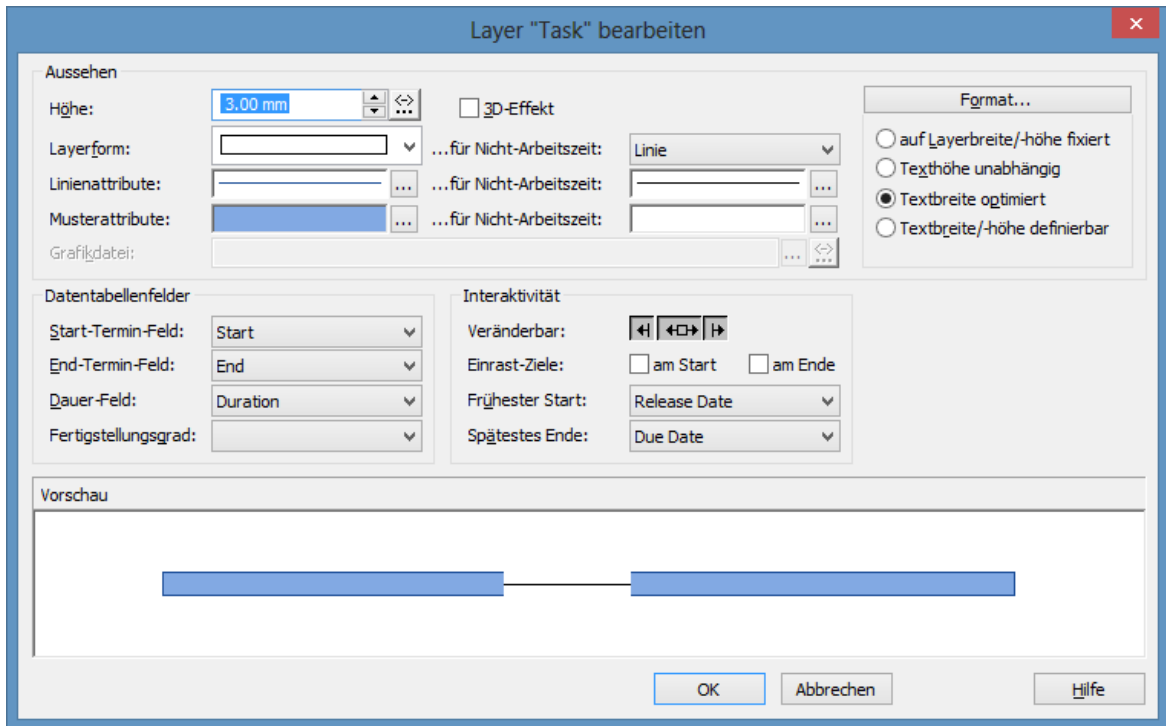 Layer "Task" bearbeiten
Aussehen
Höhe: 3.00 mm 3D-Effekt Format...
Layerform: ...für Nicht-Arbeitszeit: Linie auf Layerbreite/-höhe fixiert
Linienattribute: ... ...für Nicht-Arbeitszeit: ... Texthöhe unabhängig
Musterattribute: ... ...für Nicht-Arbeitszeit: ... Textbreite optimiert
Grafikdatei: ... Textbreite/-höhe definierbar
Datentabellenfelder Interaktivität
Start-Termin-Feld: Start Veränderbar:
End-Termin-Feld: End Einrast-Ziele: am Start am Ende
Dauer-Feld: Duration Frühester Start: Release Date
Fertigstellungsgrad: Spätestes Ende: Due Date
Vorschau
OK Abbrechen Hilfe